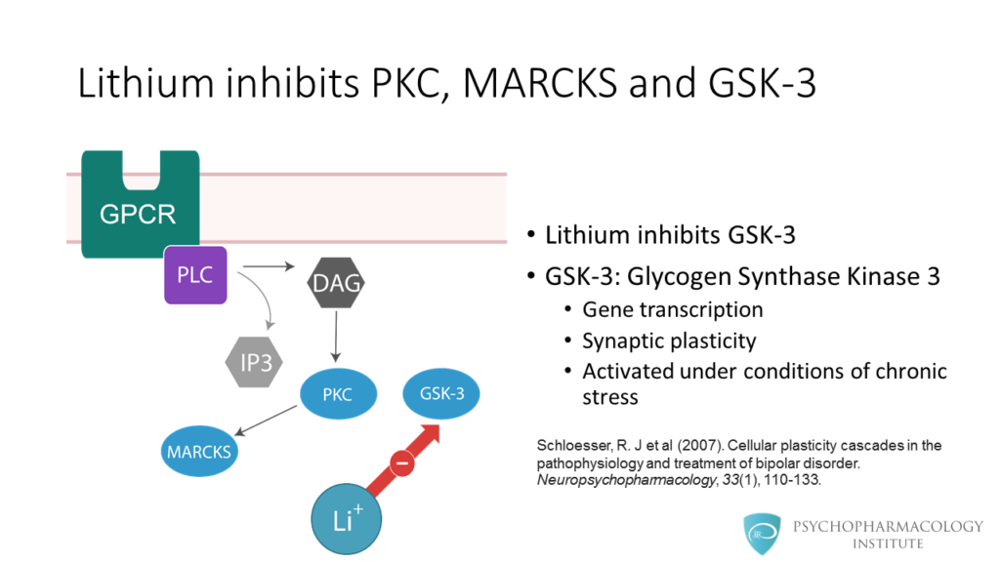 Lithium inhibits PKC, MARCKS and GSK-3
GPCR
PLC
DAG
IP3
PKC
GSK-3
MARCKS
−
Li+
• Lithium inhibits GSK-3
• GSK-3: Glycogen Synthase Kinase 3
• Gene transcription
• Synaptic plasticity
• Activated under conditions of chronic
stress
Schloesser, R. J et al (2007). Cellular plasticity cascades in the
pathophysiology and treatment of bipolar disorder.
Neuropsychopharmacology, 33(1), 110-133.
PSYCHOPHARMACOLOGY
INSTITUTE